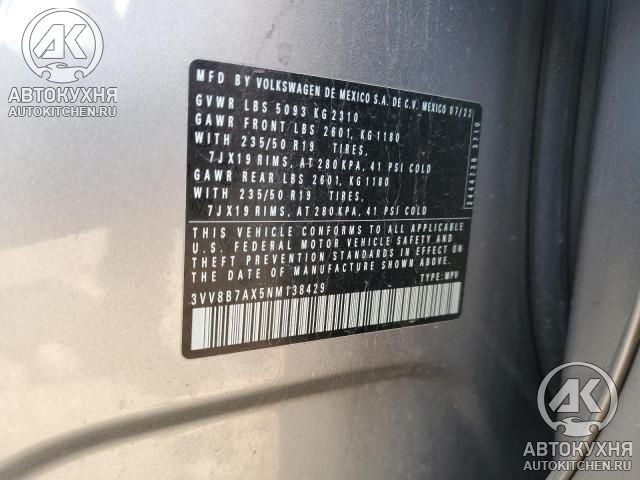 AK
АВТОКУХНЯ
AUTOKUHNYA.RU
MFD BY VOLKSWAGEN DE MEXICO S.A. DE C.V. MEXICO 07/22
GVWR LBS 5093 KG 2310
GAWR FRONT LBS 2601, KG 1180
WITH 235/50 R19 TIRES,
7JX19 RIMS, AT 280 KPA, 41 PSI COLD
GAWR REAR LBS 2601, KG 1180
WITH 235/50 R19 TIRES,
7JX19 RIMS, AT 280 KPA, 41 PSI COLD
THIS VEHICLE CONFORMS TO ALL APPLICABLE
U.S. FEDERAL MOTOR VEHICLE SAFETY AND
THEFT PREVENTION STANDARDS IN EFFECT ON
THE DATE OF MANUFACTURE SHOWN ABOVE.
TYPE: MPV
3VV8B7AX5NM138429
AK
АВТОКУХНЯ
AUTOKUHNYA.RU